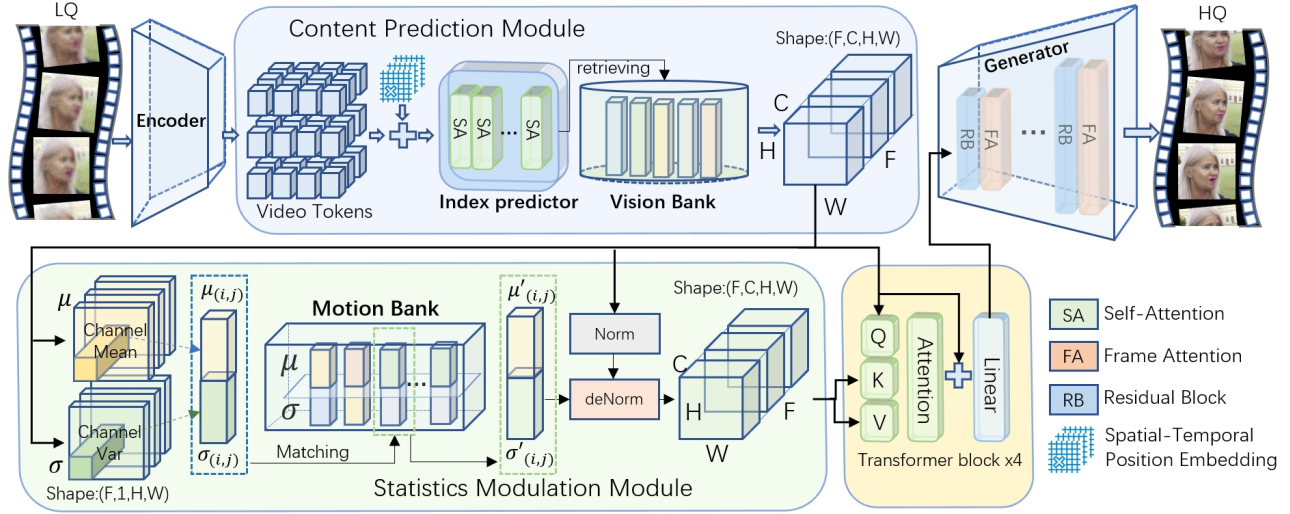 LQ
HQ
Content Prediction Module
Shape:(F,C,H,W)
Generator
retrieving
Encoder
SA
SA
...
SA
C
H
F
W
RB
FA
...
RB
FA
Video Tokens
Index predictor
Vision Bank
μ
Channel
Mean
Channel
Var
σ
Shape:(F,1,H,W)
μ(i,j)
σ(i,j)
Motion Bank
μ
σ
...
Matching
μ'(i,j)
σ'(i,j)
Norm
deNorm
Shape:(F,C,H,W)
C
H
F
W
Statistics Modulation Module
Q
K
V
Attention
Linear
Transformer block x4
SA Self-Attention
FA Frame Attention
RB Residual Block
Spatial-Temporal
Position Embedding